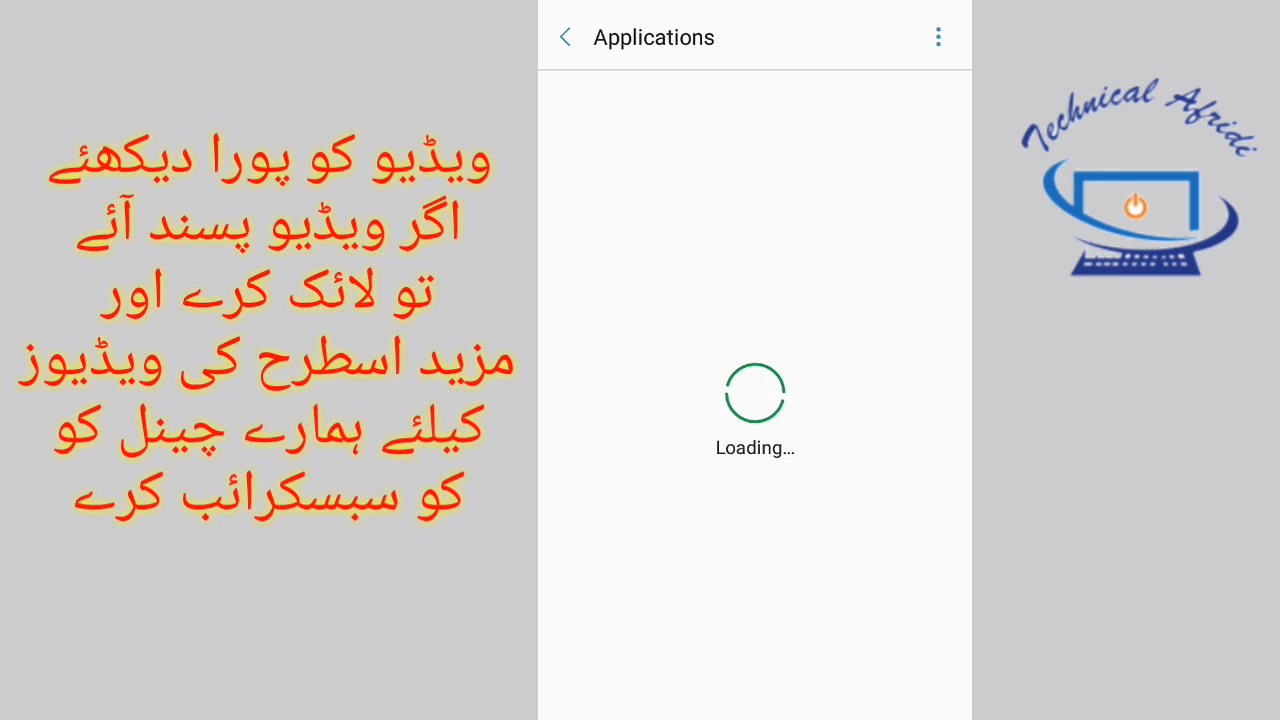 ویڈیو کو پورا دیکھئے
اگر ویڈیو پسند آئے
تو لائک کرے اور
مزید اسطرح کی ویڈیوز
کیلئے ہمارے چینل کو
کو سبسکرائب کرے
Applications
Loading...
Technical Afridi